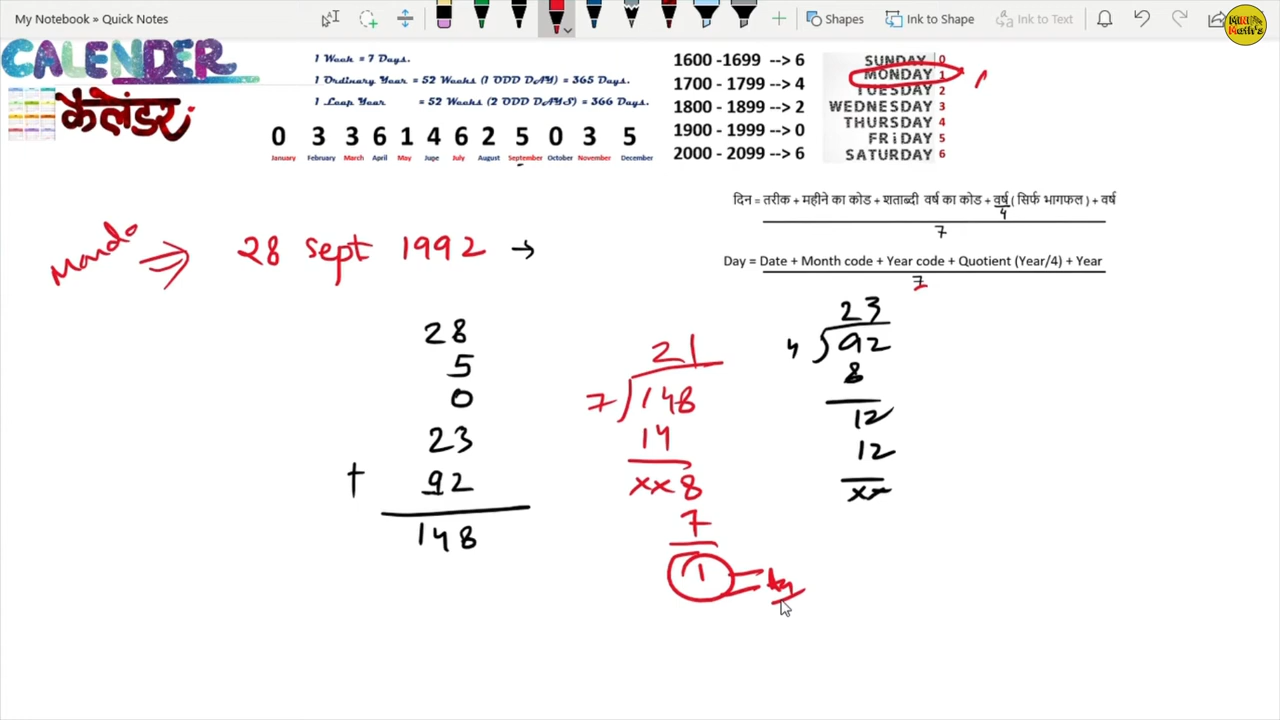 My Notebook » Quick Notes
Shapes
Ink to Shape
Ink to Text
MINI Math's
CALENDER
कैलेंडर
1 Week = 7 Days.
1 Ordinary Year = 52 Weeks (1 ODD DAY) = 365 Days.
1 Leap Year = 52 Weeks (2 ODD DAYS) = 366 Days.
0 3 3 6 1 4 6 2 5 0 3 5
January February March April May June July August September October November December
1600 -1699 --> 6
1700 - 1799 --> 4
1800 - 1899 --> 2
1900 - 1999 --> 0
2000 - 2099 --> 6
SUNDAY 0
MONDAY 1
TUESDAY 2
WEDNESDAY 3
THURSDAY 4
FRiDAY 5
SATURDAY 6
दिन = तरीक + महीने का कोड + शताब्दी वर्ष का कोड + वर्ष ( सिर्फ भागफल ) + वर्ष
4
7
Day = Date + Month code + Year code + Quotient (Year/4) + Year
7
28 sept 1992 →
28
5
0
23
+ 92
148
21
7 148
14
xx8
7
1
23
4 92
8
12
12
xx